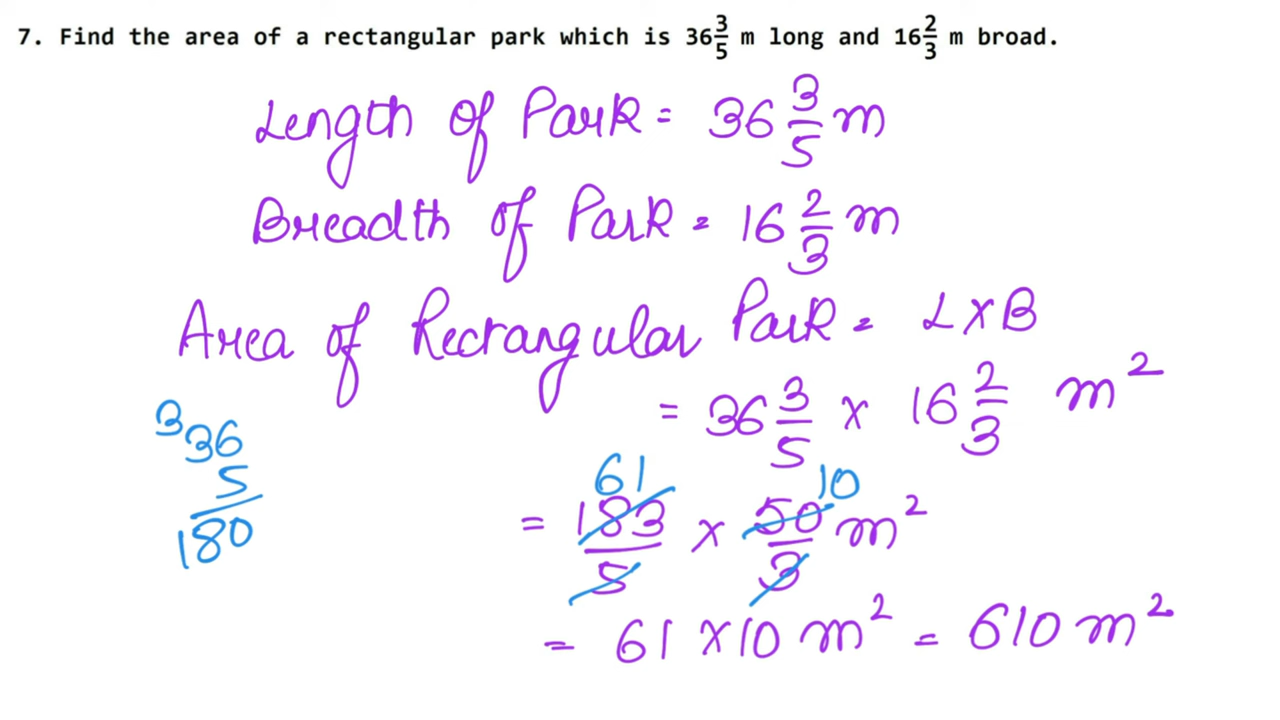 7. Find the area of a rectangular park which is 36 3/5 m long and 16 2/3 m broad.
Length of Park = 36 3/5 m
Breadth of Park = 16 2/3 m
Area of Rectangular Park = L X B
= 36 3/5 x 16 2/3 m²
3
36
5
180
61 10
= 183/5 x 50/3 m²
= 61 x 10 m² = 610 m²